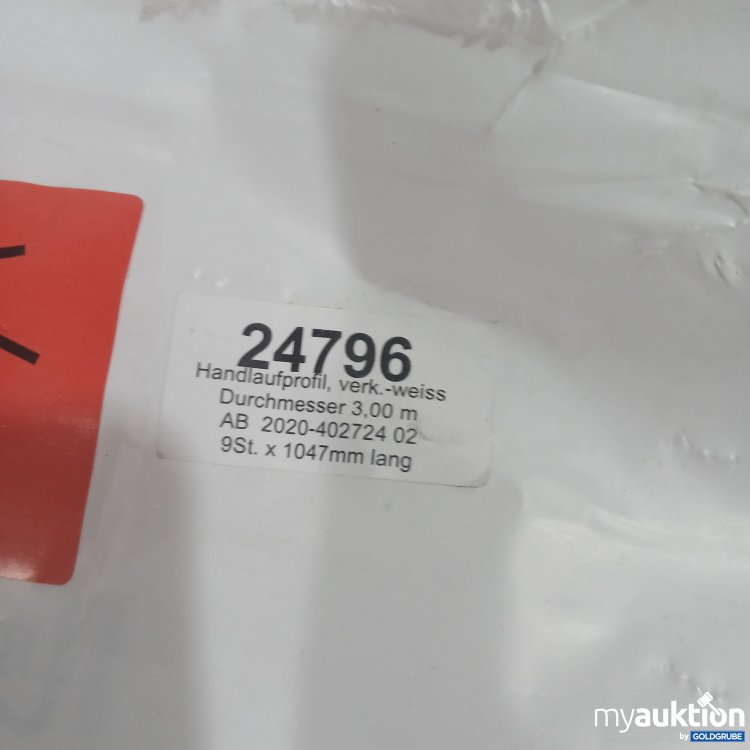 24796
Handlaufprofil, verk.-weiss
Durchmesser 3,00 m
AB 2020-402724 02
9St. x 1047mm lang
myauktion
by GOLDGRUBE